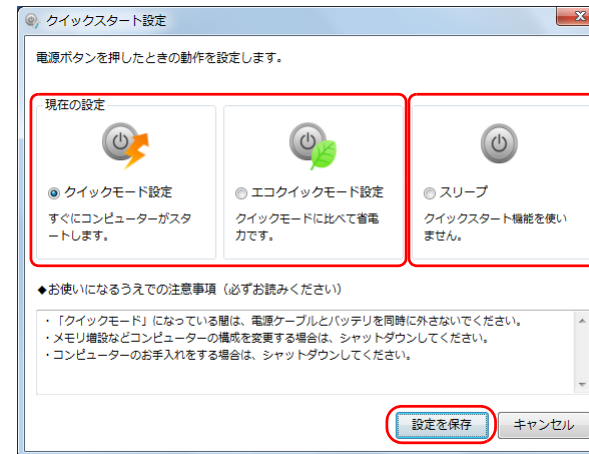 クイックスタート設定
電源ボタンを押したときの動作を設定します。
現在の設定
クイックモード設定
すぐにコンピューターがスタ
ートします。
エコクイックモード設定
クイックモードに比べて省電
力です。
スリープ
クイックスタート機能を使い
ません。
◆お使いになるうえでの注意事項（必ずお読みください）
・「クイックモード」になっている間は、電源ケーブルとバッテリを同時に外さないでください。
・メモリ増設などコンピューターの構成を変更する場合は、シャットダウンしてください。
・コンピューターのお手入れをする場合は、シャットダウンしてください。
設定を保存
キャンセル